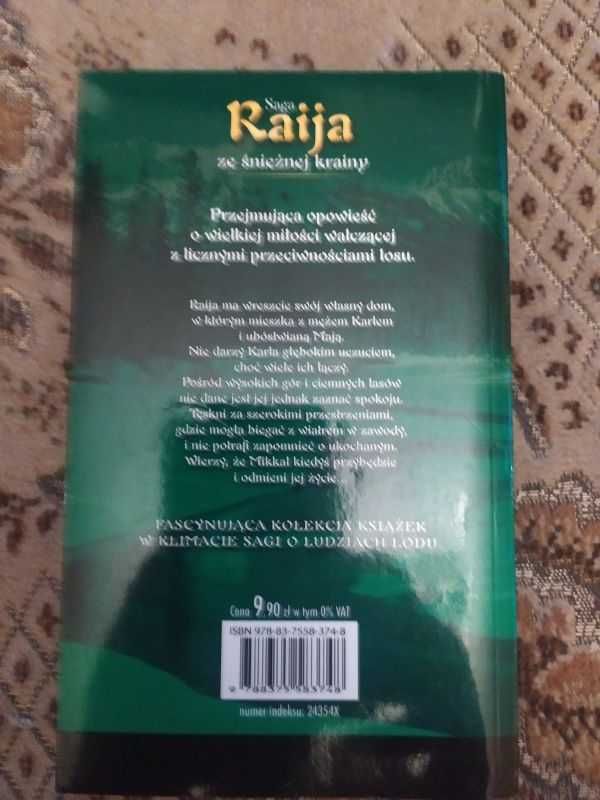 Saga
Raija
ze śnieżnej krainy
Przejmująca opowieść
o wielkiej miłości walczącej
z licznymi przeciwnościami losu.
Raija ma wreszcie swój własny dom,
w którym mieszka z mężem Karlem
i ubóstwianą Mają.
Nie darzy Karla głębokim uczuciem,
choć wiele ich łączy.
Pośród wysokich gór i ciemnych lasów
nie dane jest jej jednak zaznać spokoju.
Tęskni za szerokimi przestrzeniami,
gdzie mogła biegać z wiatrem w zawody,
i nie potrafi zapomnieć o ukochanym.
Wierzy, że Mikkal kiedyś przybędzie
i odmieni jej życie...
FASCYNUJĄCA KOLEKCJA KSIĄŻEK
W KLIMACIE SAGI O LUDZIACH LODU
Cena 9,90 zł w tym 0% VAT
ISBN 978-83-7558-374-8
9 788375 583748
numer indeksu: 24354X